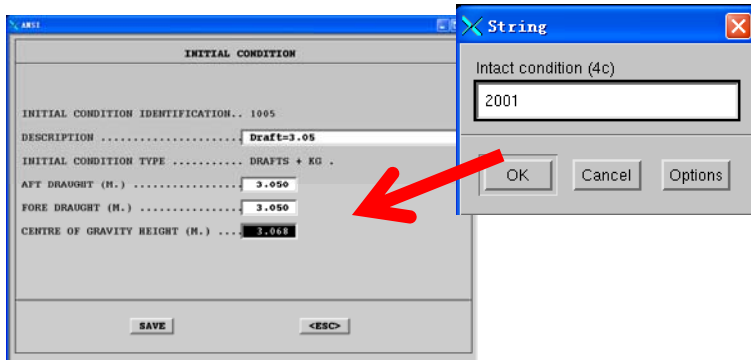 ANSI
INITIAL CONDITION
INITIAL CONDITION IDENTIFICATION.. 1005
DESCRIPTION ...................... Draft=3.05
INITIAL CONDITION TYPE ........... DRAFTS + KG .
AFT DRAUGHT (M.) ................. 3.050
FORE DRAUGHT (M.) ................ 3.050
CENTRE OF GRAVITY HEIGHT (M.) .... 3.068
SAVE <ESC>
String
Intact condition (4c)
2001
OK Cancel Options